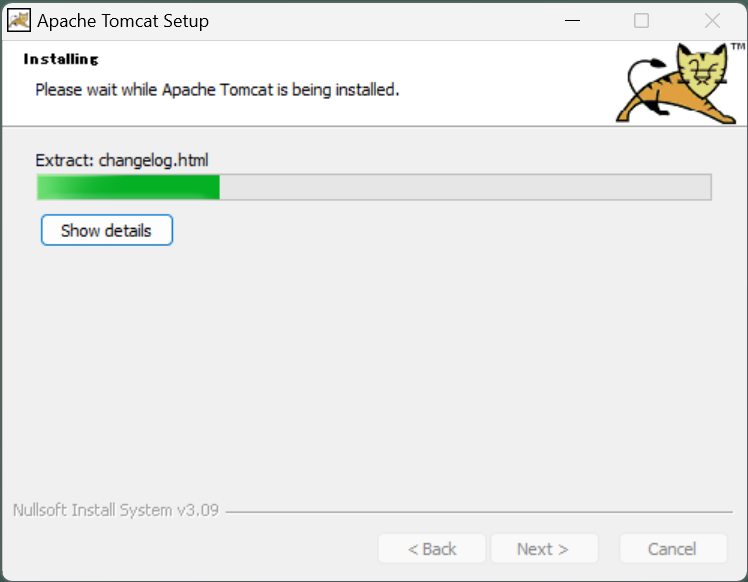 Apache Tomcat Setup
Installing
Please wait while Apache Tomcat is being installed.
TM
Extract: changelog.html
Show details
Nullsoft Install System v3.09
< Back
Next >
Cancel